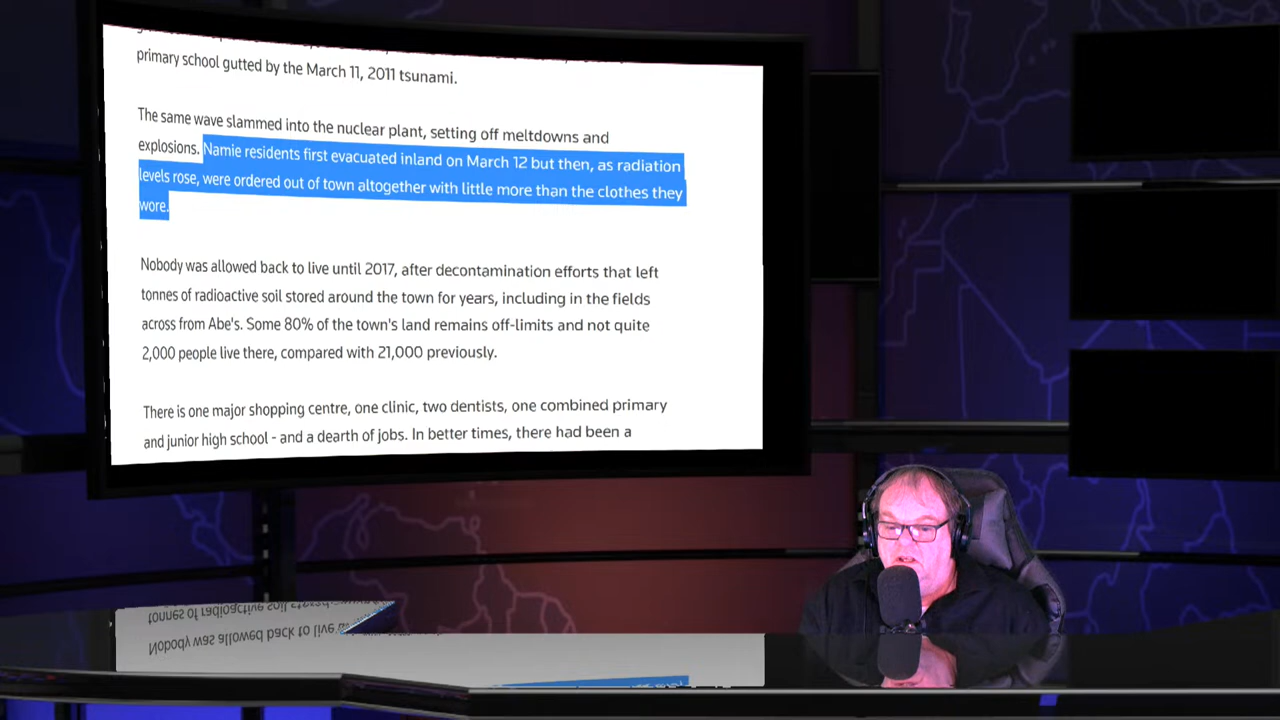 primary school gutted by the March 11, 2011 tsunami.
The same wave slammed into the nuclear plant, setting off meltdowns and
explosions. Namie residents first evacuated inland on March 12 but then, as radiation
levels rose, were ordered out of town altogether with little more than the clothes they
wore.
Nobody was allowed back to live until 2017, after decontamination efforts that left
tonnes of radioactive soil stored around the town for years, including in the fields
across from Abe's. Some 80% of the town's land remains off-limits and not quite
2,000 people live there, compared with 21,000 previously.
There is one major shopping centre, one clinic, two dentists, one combined primary
and junior high school - and a dearth of jobs. In better times, there had been a